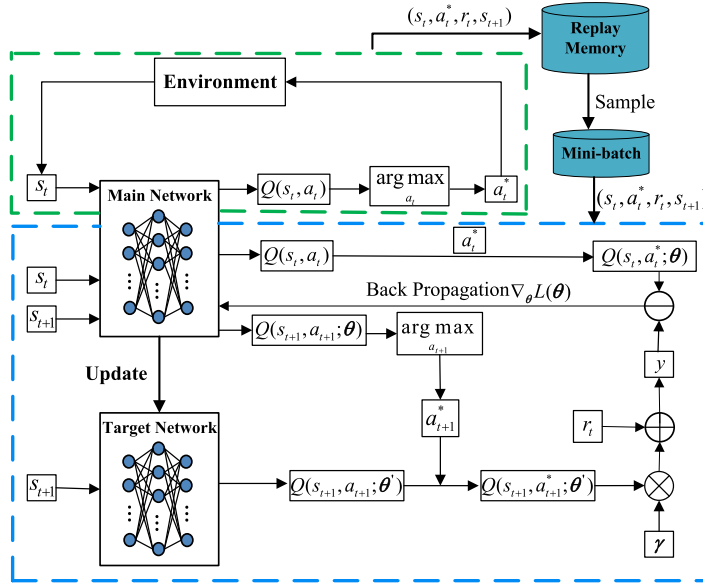 (s_t, a_t^*, r_t, s_{t+1})
Replay
Memory
Environment
Sample
Mini-batch
s_t
Main Network
Q(s_t, a_t)
arg max
a_t
a_t^*
(s_t, a_t^*, r_t, s_{t+1})
s_t
Q(s_t, a_t)
a_t^*
Q(s_t, a_t^*; θ)
s_{t+1}
Back Propagation∇_θ L(θ)
Q(s_{t+1}, a_{t+1}; θ)
arg max
a_{t+1}
Update
y
Target Network
a_{t+1}^*
r_t
s_{t+1}
Q(s_{t+1}, a_{t+1}; θ')
Q(s_{t+1}, a_{t+1}^*; θ')
γ